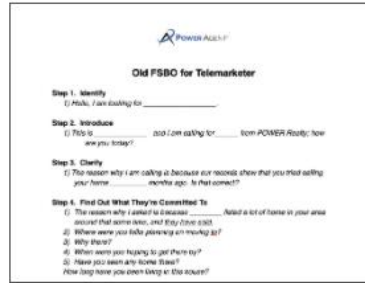 POWER AGENT
Old FSBO for Telemarketer
Step 1. Identify
1) Hello, I am looking for ____________.
Step 2. Introduce
1) This is ____________ and I am calling for ______ from POWER Realty; how
are you today?
Step 3. Clarify
1) The reason why I am calling is because our records show that you tried selling
your home ________ months ago. Is that correct?
Step 4. Find Out What They're Committed To
1) The reason why I asked is because ________ listed a lot of home in your area
around that same time, and they have sold.
2) Where were you folks planning on moving to?
3) Why there?
4) When were you hoping to get there by?
5) Have you seen any home there?
How long have you been living in this house?